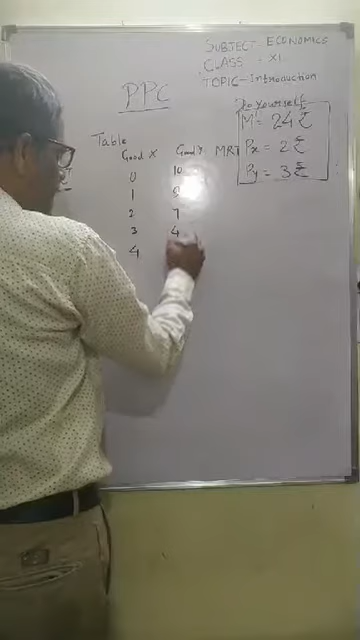 SUBJECT ECONOMICS
CLASS - XI
TOPIC-Introduction
PPC
Do yourself
M = 24 ₹
Px = 2 ₹
Py = 3 ₹
Table
Good X Good Y MRT
0 10
1 9
2 7
3 4
4